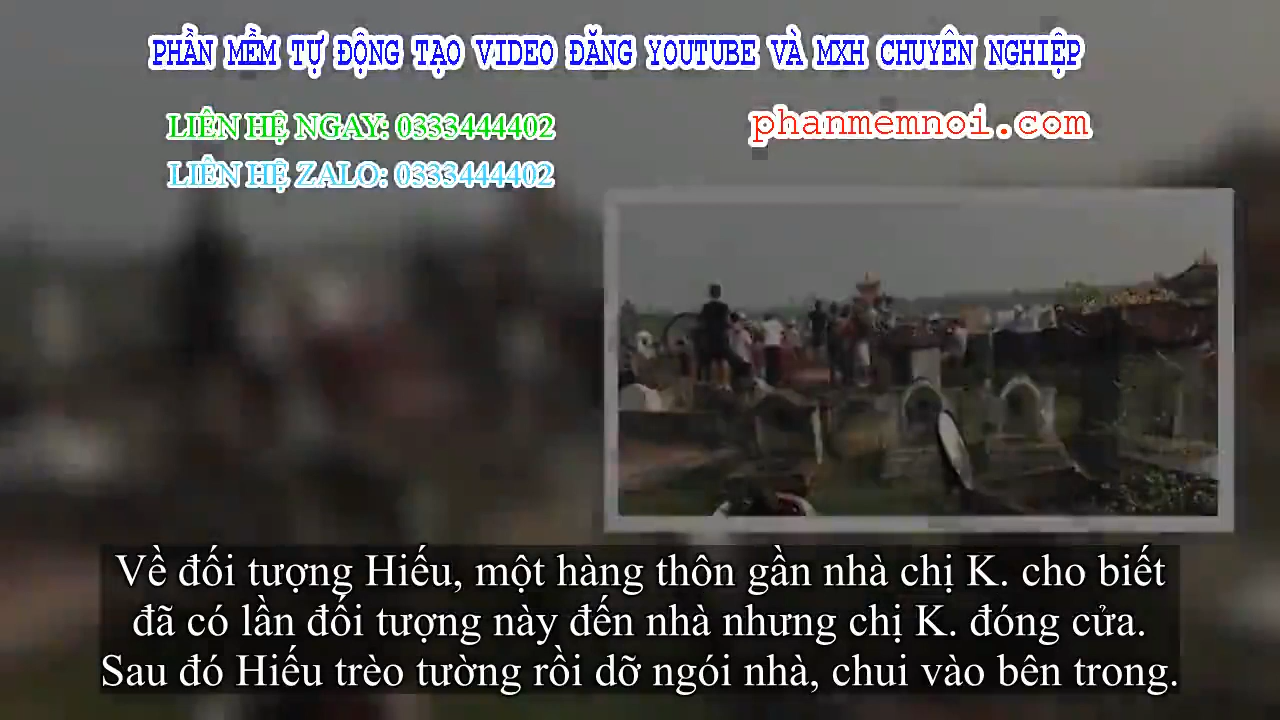 PHẦN MỀM TỰ ĐỘNG TẠO VIDEO ĐĂNG YOUTUBE VÀ MXH CHUYÊN NGHIỆP
LIÊN HỆ NGAY: 0333444402
phanmemnoi.com
LIÊN HỆ ZALO: 0333444402
Về đối tượng Hiếu, một hàng thôn gần nhà chị K. cho biết
đã có lần đối tượng này đến nhà nhưng chị K. đóng cửa.
Sau đó Hiếu trèo tường rồi dỡ ngói nhà, chui vào bên trong.